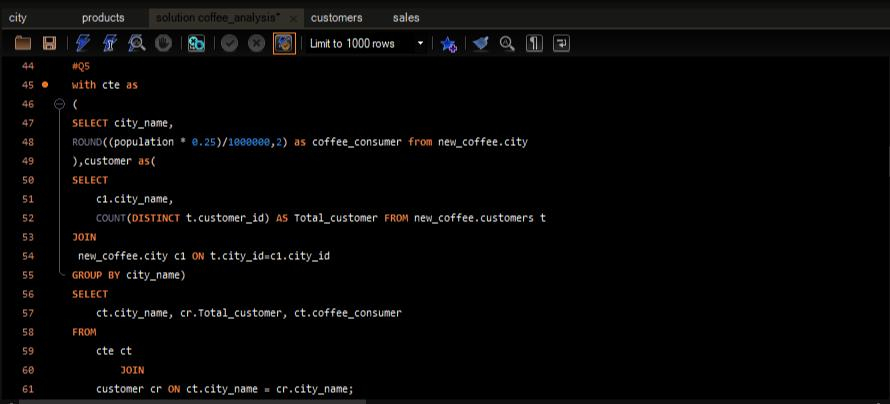 city products solution coffee_analysis* × customers sales
Limit to 1000 rows
44 #Q5
45 with cte as
46 (
47 SELECT city_name,
48 ROUND((population * 0.25)/1000000,2) as coffee_consumer from new_coffee.city
49 ),customer as(
50 SELECT
51 c1.city_name,
52 COUNT(DISTINCT t.customer_id) AS Total_customer FROM new_coffee.customers t
53 JOIN
54 new_coffee.city c1 ON t.city_id=c1.city_id
55 GROUP BY city_name)
56 SELECT
57 ct.city_name, cr.Total_customer, ct.coffee_consumer
58 FROM
59 cte ct
60 JOIN
61 customer cr ON ct.city_name = cr.city_name;